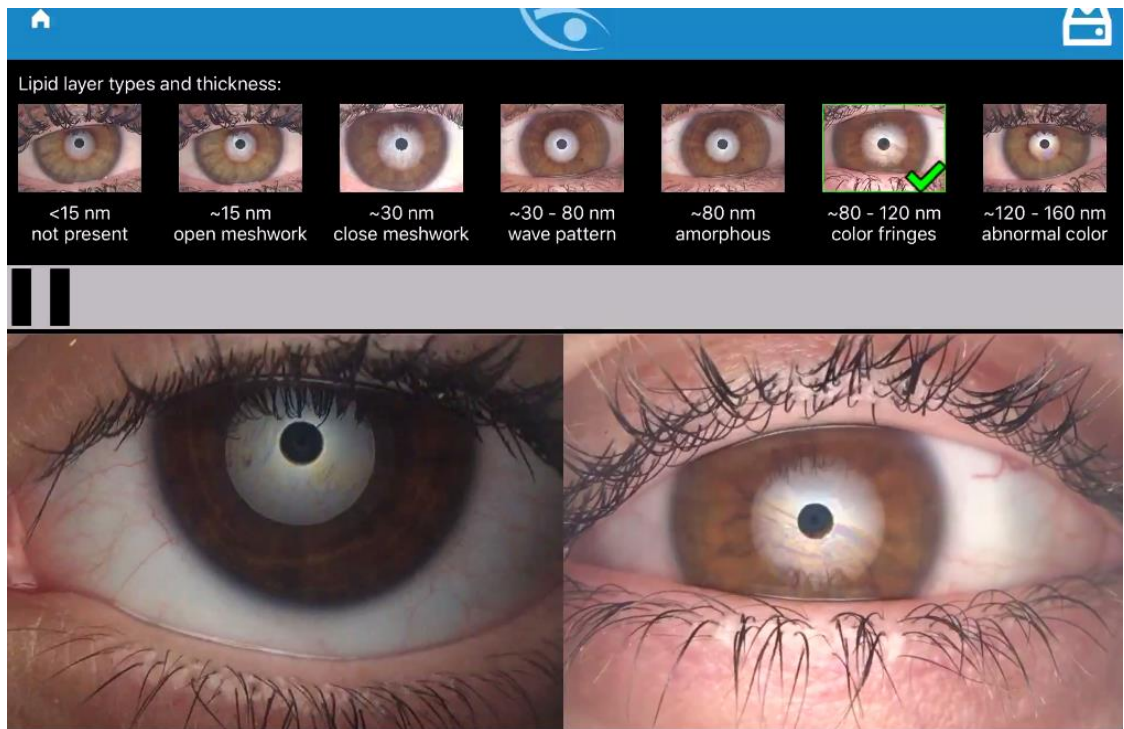 Lipid layer types and thickness:
<15 nm
not present
~15 nm
open meshwork
~30 nm
close meshwork
~30 - 80 nm
wave pattern
~80 nm
amorphous
~80 - 120 nm
color fringes
~120 - 160 nm
abnormal color